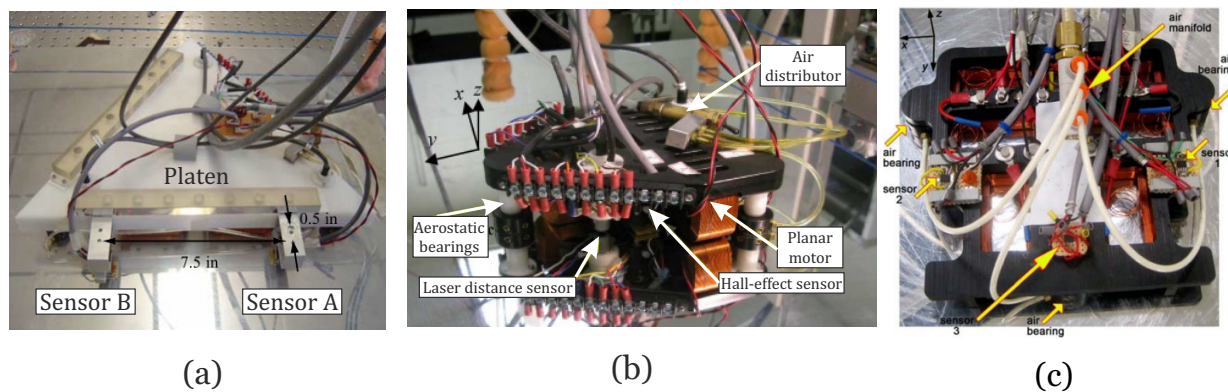 Platen
0.5 in
7.5 in
Sensor B
Sensor A
(a)
x
z
y
Air
distributor
Aerostatic
bearings
Laser distance sensor
Hall-effect sensor
Planar
motor
(b)
z
x
y
air
manifold
air
bearing
air
bearing
sensor
1
sensor
2
sensor
3
air
bearing
(c)